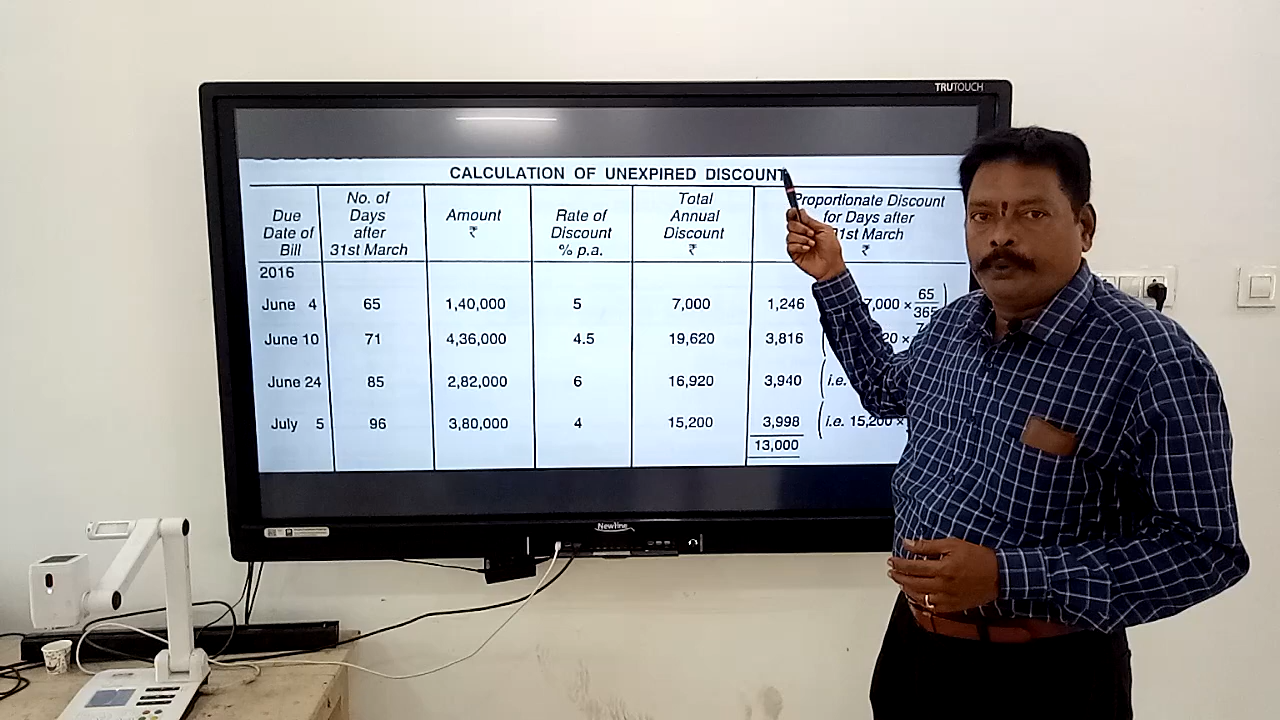 TRUTOUCH
CALCULATION OF UNEXPIRED DISCOUNT
Due Date of Bill | No. of Days after 31st March | Amount ₹ | Rate of Discount % p.a. | Total Annual Discount ₹ | Proportionate Discount for Days after 31st March ₹
2016
June 4 65 1,40,000 5 7,000 1,246 7,000 × 65/365)
June 10 71 4,36,000 4.5 19,620 3,816 ( 20 ×
June 24 85 2,82,000 6 16,920 3,940 (i.e.
July 5 96 3,80,000 4 15,200 3,998 (i.e. 15,200 ×
13,000
Newline